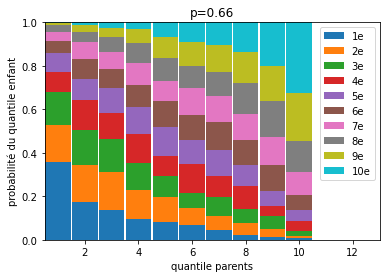 p=0.66
probabilité du quantile enfant
1.0
0.8
0.6
0.4
0.2
0.0
2
4
6
8
10
12
quantile parents
1e
2e
3e
4e
5e
6e
7e
8e
9e
10e